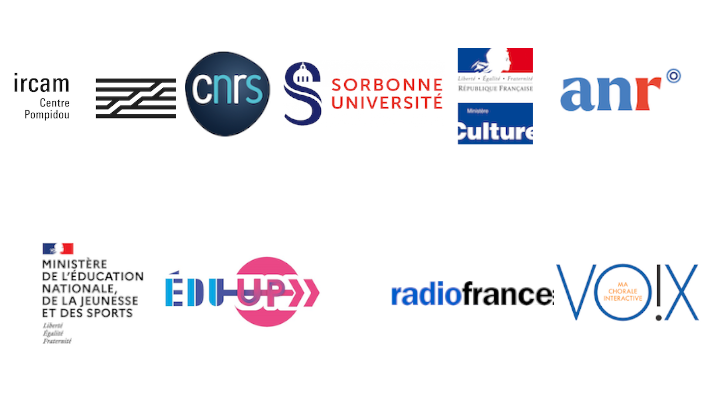 ircam
Centre
Pompidou
cnrs
SORBONNE
UNIVERSITÉ
Liberté • Égalité • Fraternité
RÉPUBLIQUE FRANÇAISE
Ministère
Culture
anr
MINISTÈRE
DE L'ÉDUCATION
NATIONALE,
DE LA JEUNESSE
ET DES SPORTS
Liberté
Égalité
Fraternité
ÉDU-UP
radiofrance
VO!X
MA
CHORALE
INTERACTIVE